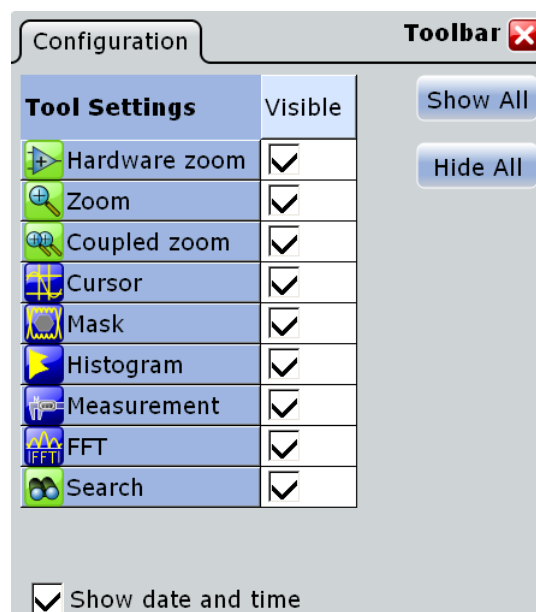 Configuration
Toolbar
Tool Settings
Visible
Show All
Hide All
Hardware zoom
Zoom
Coupled zoom
Cursor
Mask
Histogram
Measurement
FFT
FFT
Search
Show date and time